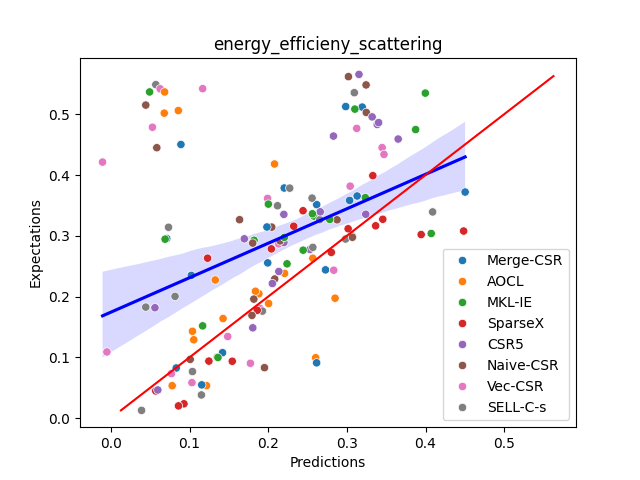 energy_efficieny_scattering
Expectations
0.5
0.4
0.3
0.2
0.1
0.0
Merge-CSR
AOCL
MKL-IE
SparseX
CSR5
Naive-CSR
Vec-CSR
SELL-C-s
0.0 0.1 0.2 0.3 0.4 0.5
Predictions